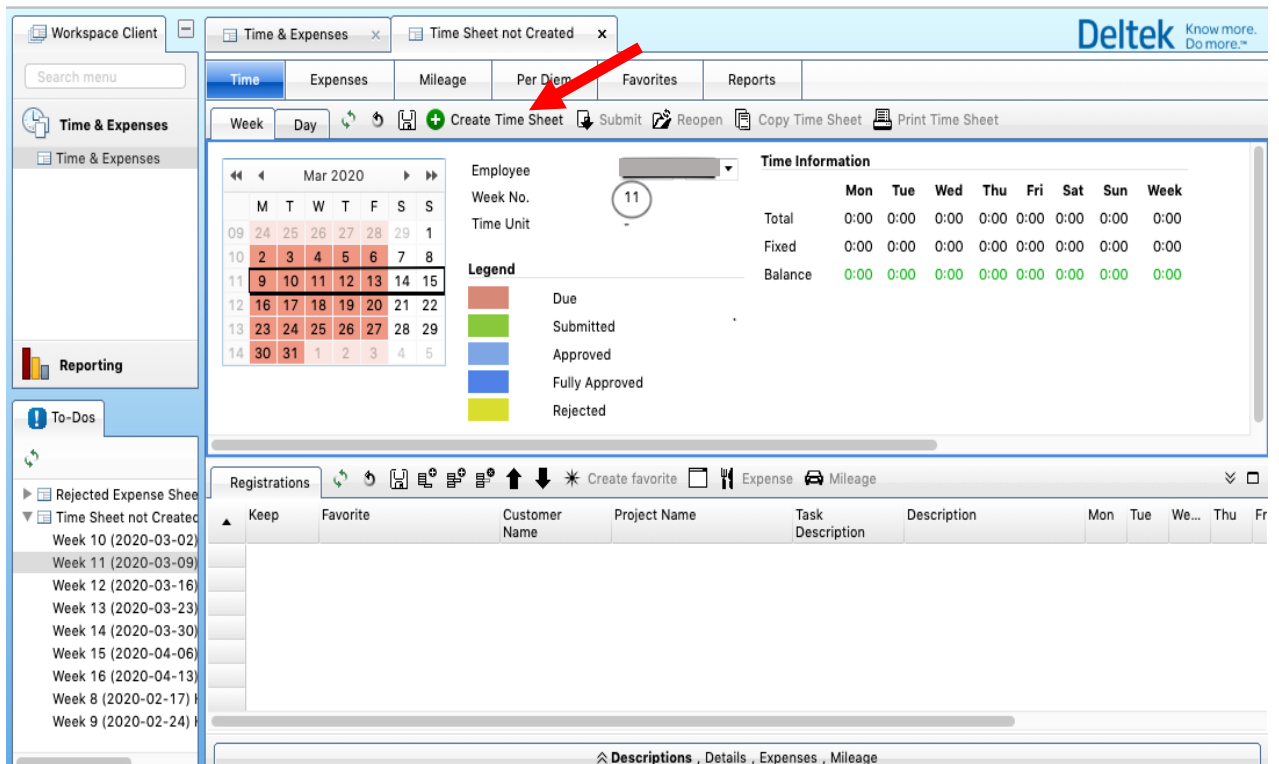 Workspace Client
Search menu
Time & Expenses
Time & Expenses
Reporting
To-Dos
Rejected Expense Shee
Time Sheet not Created
Week 10 (2020-03-02)
Week 11 (2020-03-09)
Week 12 (2020-03-16)
Week 13 (2020-03-23)
Week 14 (2020-03-30)
Week 15 (2020-04-06)
Week 16 (2020-04-13)
Week 8 (2020-02-17)
Week 9 (2020-02-24)
Time & Expenses x Time Sheet not Created x
Deltek Know more. Do more.™
Time Expenses Mileage Per Diem Favorites Reports
Week Day Create Time Sheet Submit Reopen Copy Time Sheet Print Time Sheet
Mar 2020
M T W T F S S
09 24 25 26 27 28 29 1
10 2 3 4 5 6 7 8
11 9 10 11 12 13 14 15
12 16 17 18 19 20 21 22
13 23 24 25 26 27 28 29
14 30 31 1 2 3 4 5
Employee
Week No. 11
Time Unit -
Legend
Due
Submitted
Approved
Fully Approved
Rejected
Time Information
Mon Tue Wed Thu Fri Sat Sun Week
Total 0:00 0:00 0:00 0:00 0:00 0:00 0:00 0:00
Fixed 0:00 0:00 0:00 0:00 0:00 0:00 0:00 0:00
Balance 0:00 0:00 0:00 0:00 0:00 0:00 0:00 0:00
Registrations Create favorite Expense Mileage
Keep Favorite Customer Name Project Name Task Description Description Mon Tue We... Thu Fr
Descriptions , Details , Expenses , Mileage